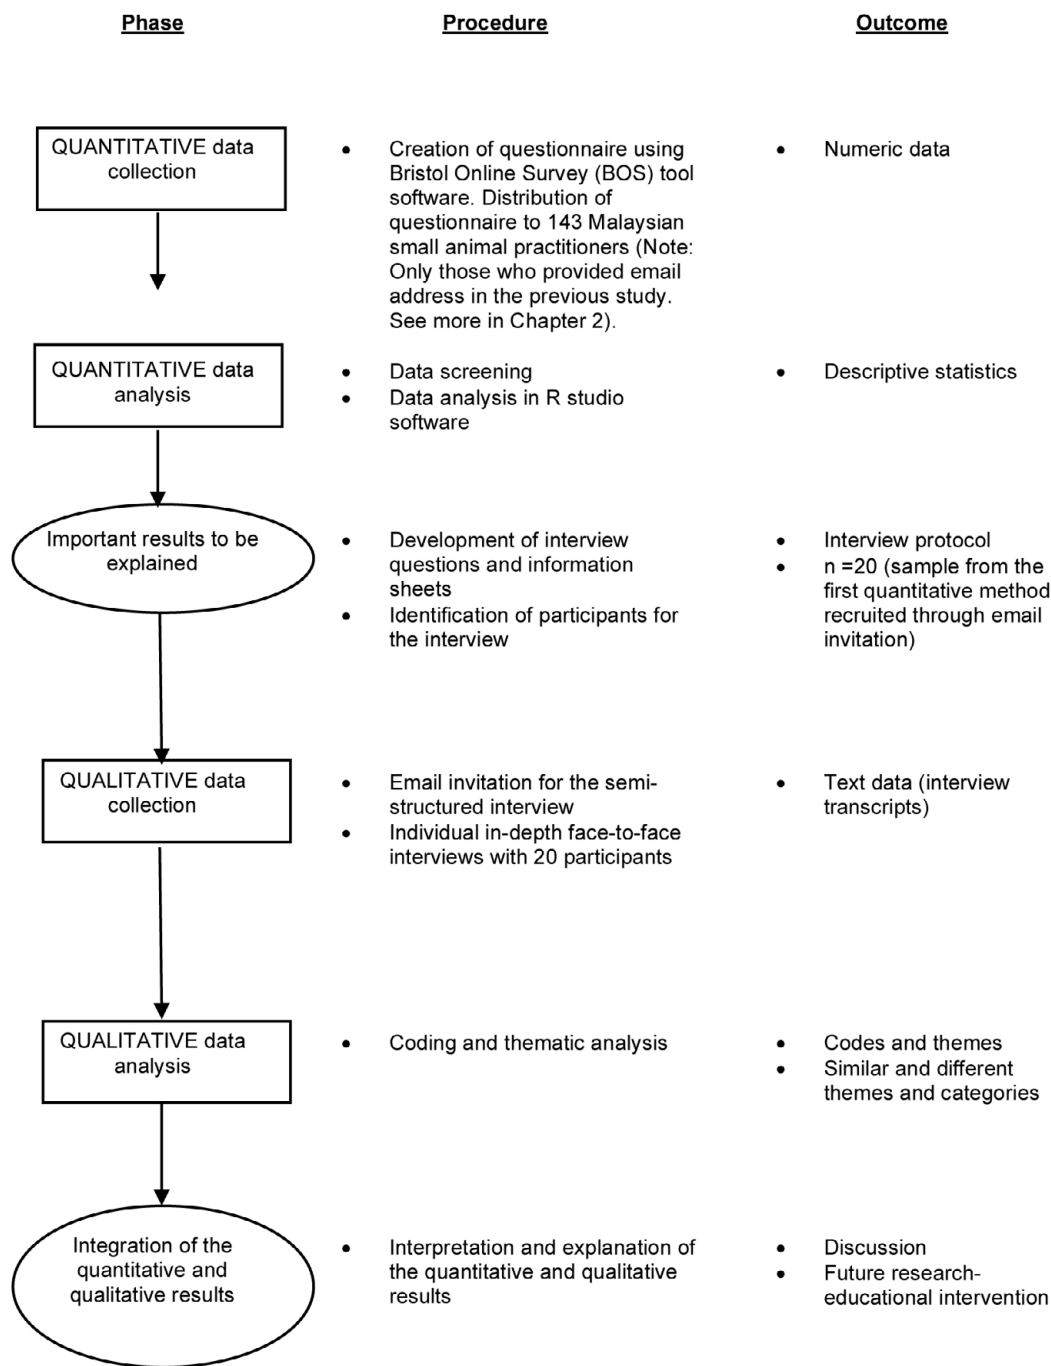 Phase
Procedure
Outcome
QUANTITATIVE data
collection
• Creation of questionnaire using
Bristol Online Survey (BOS) tool
software. Distribution of
questionnaire to 143 Malaysian
small animal practitioners (Note:
Only those who provided email
address in the previous study.
See more in Chapter 2).
• Numeric data
QUANTITATIVE data
analysis
• Data screening
• Data analysis in R studio
software
• Descriptive statistics
Important results to be
explained
• Development of interview
questions and information
sheets
• Identification of participants for
the interview
• Interview protocol
• n =20 (sample from the
first quantitative method
recruited through email
invitation)
QUALITATIVE data
collection
• Email invitation for the semi-
structured interview
• Individual in-depth face-to-face
interviews with 20 participants
• Text data (interview
transcripts)
QUALITATIVE data
analysis
• Coding and thematic analysis
• Codes and themes
• Similar and different
themes and categories
Integration of the
quantitative and
qualitative results
• Interpretation and explanation of
the quantitative and qualitative
results
• Discussion
• Future research-
educational intervention